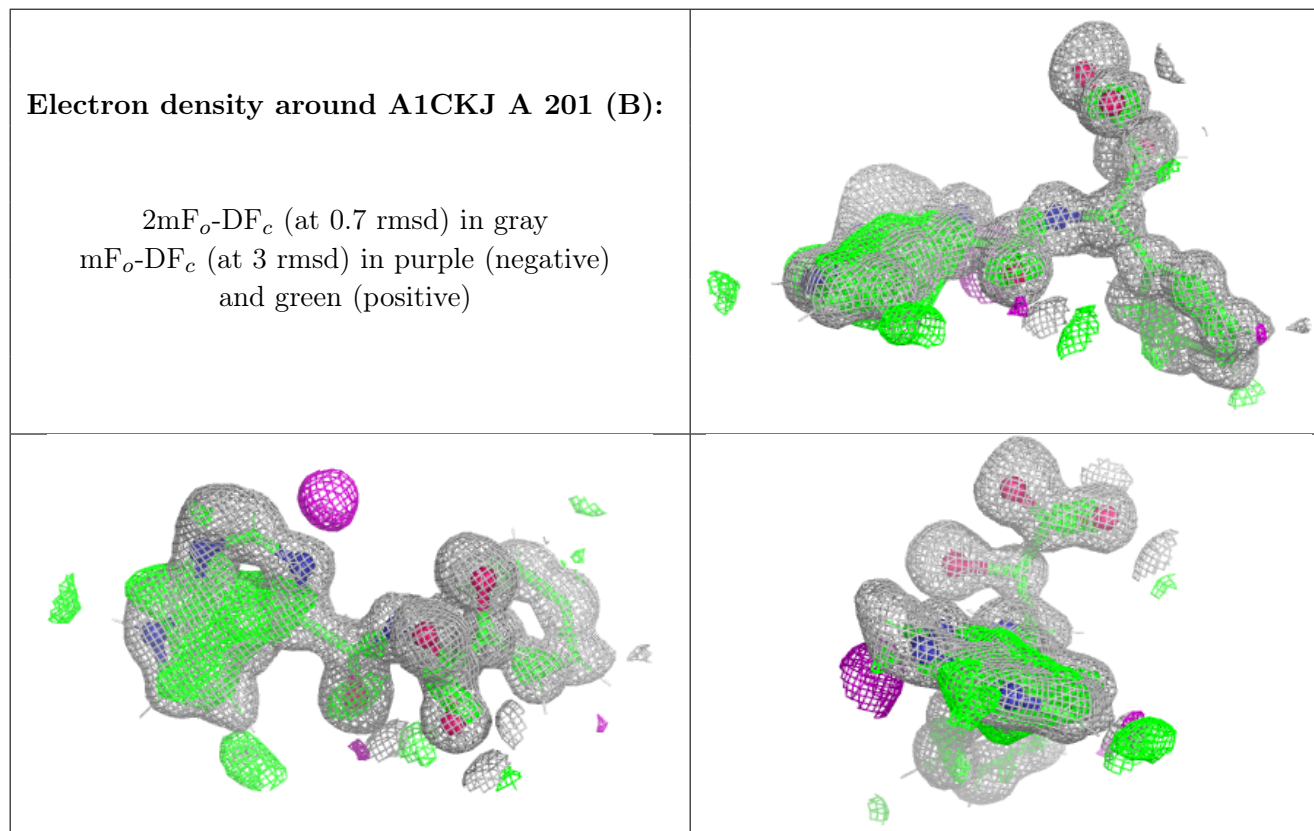 Electron density around A1CKJ A 201 (B):
2mFo-DFc (at 0.7 rmsd) in gray
mFo-DFc (at 3 rmsd) in purple (negative)
and green (positive)